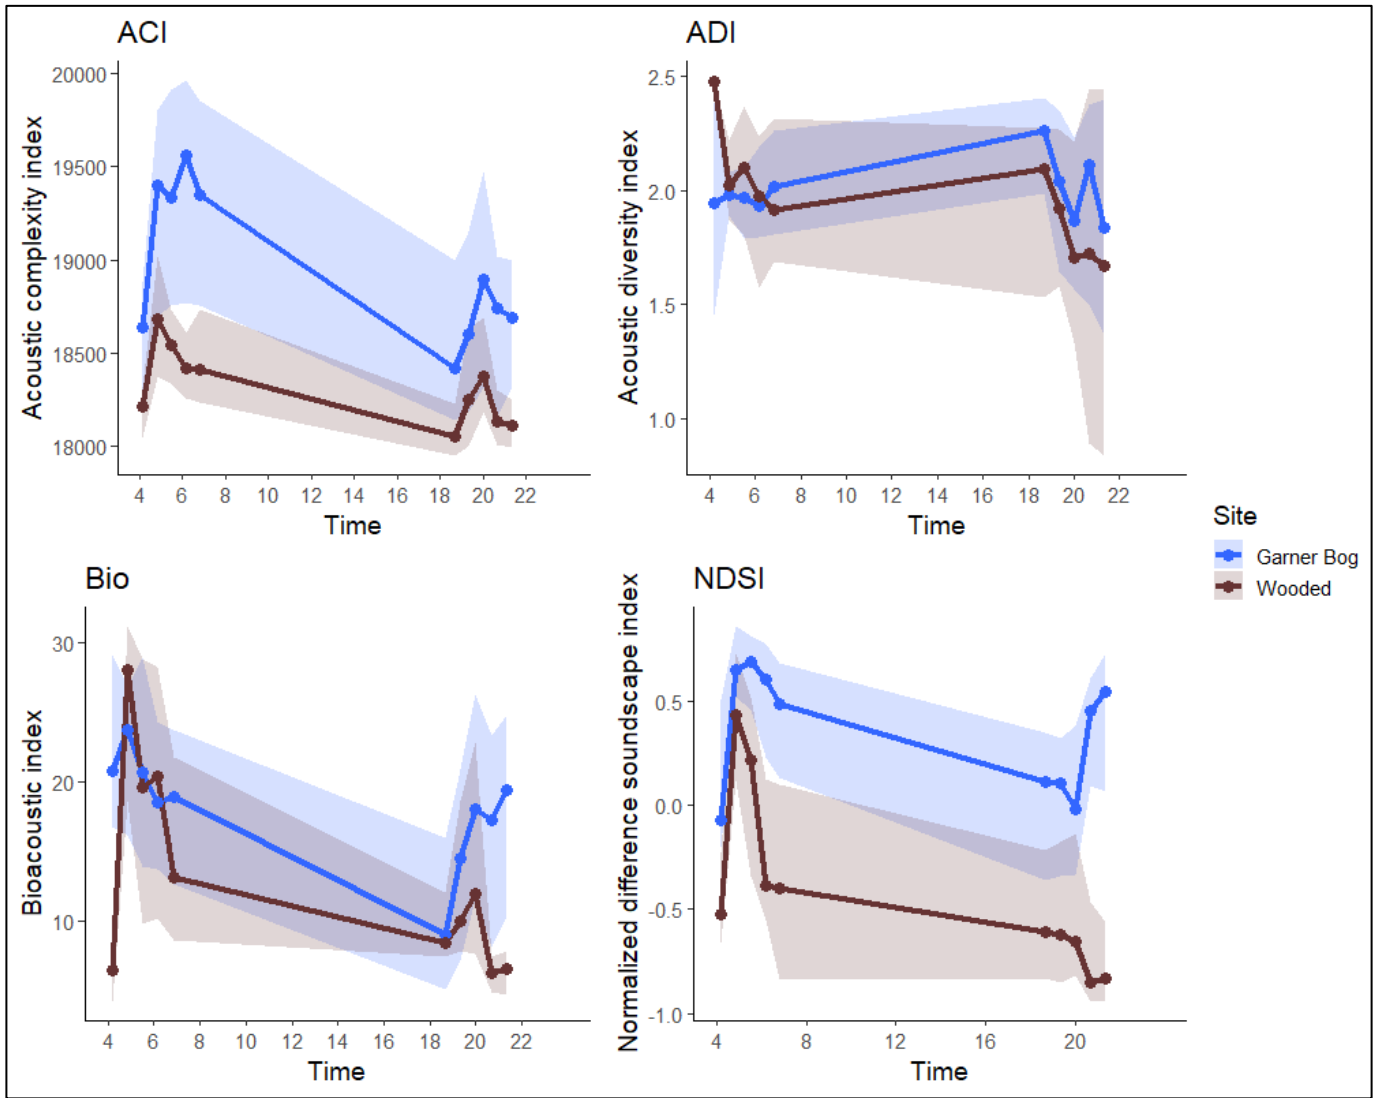 ACI
Acoustic complexity index
20000
19500
19000
18500
18000
4 6 8 10 12 14 16 18 20 22
Time
ADI
Acoustic diversity index
2.5
2.0
1.5
1.0
4 6 8 10 12 14 16 18 20 22
Time
Bio
Bioacoustic index
30
20
10
4 6 8 10 12 14 16 18 20 22
Time
NDSI
Normalized difference soundscape index
0.5
0.0
-0.5
-1.0
4 8 12 16 20
Time
Site
Garner Bog
Wooded